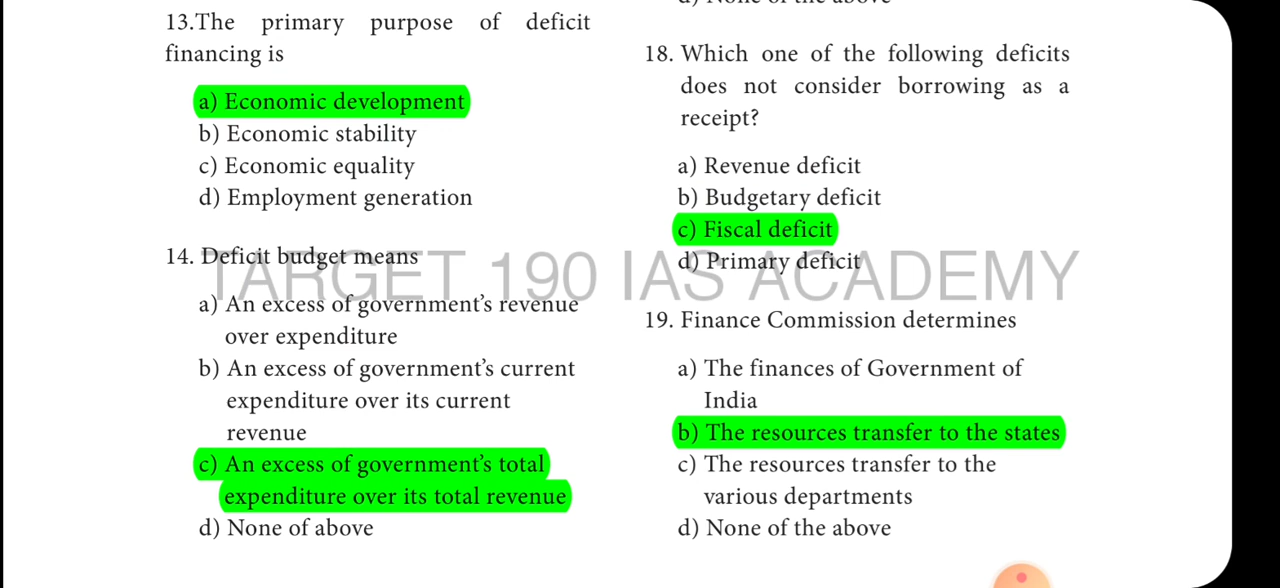 13.The primary purpose of deficit
financing is
a) Economic development
b) Economic stability
c) Economic equality
d) Employment generation
14. Deficit budget means
a) An excess of government's revenue
over expenditure
b) An excess of government's current
expenditure over its current
revenue
c) An excess of government's total
expenditure over its total revenue
d) None of above
d) None of the above
18. Which one of the following deficits
does not consider borrowing as a
receipt?
a) Revenue deficit
b) Budgetary deficit
c) Fiscal deficit
d) Primary deficit
19. Finance Commission determines
a) The finances of Government of
India
b) The resources transfer to the states
c) The resources transfer to the
various departments
d) None of the above
TARGET 190 IAS ACADEMY